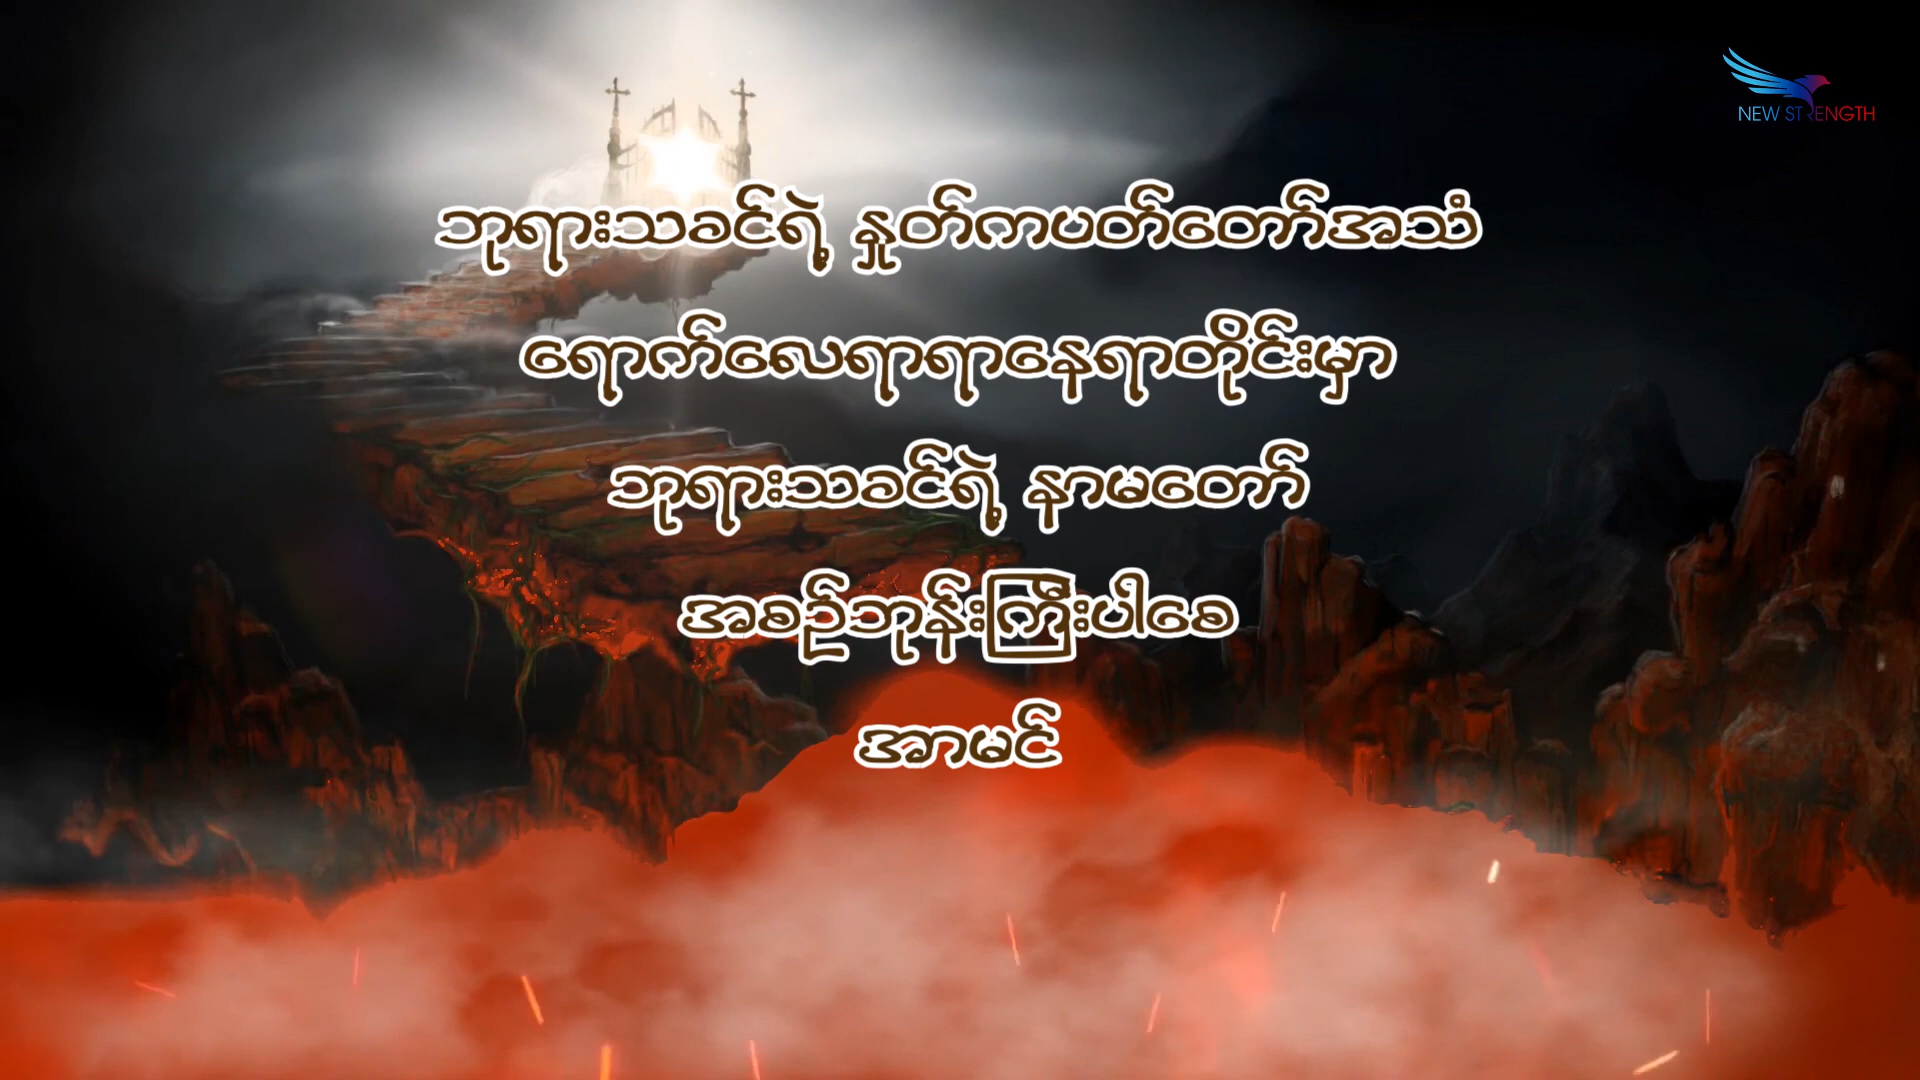 NEW STRENGTH
ဘုရားသခင်ရဲ့ နှုတ်ကပတ်တော်အသံ
ရောက်လေရာရာနေရာတိုင်းမှာ
ဘုရားသခင်ရဲ့ နာမတော်
အစဉ်ဘုန်းကြီးပါစေ
အာမင်